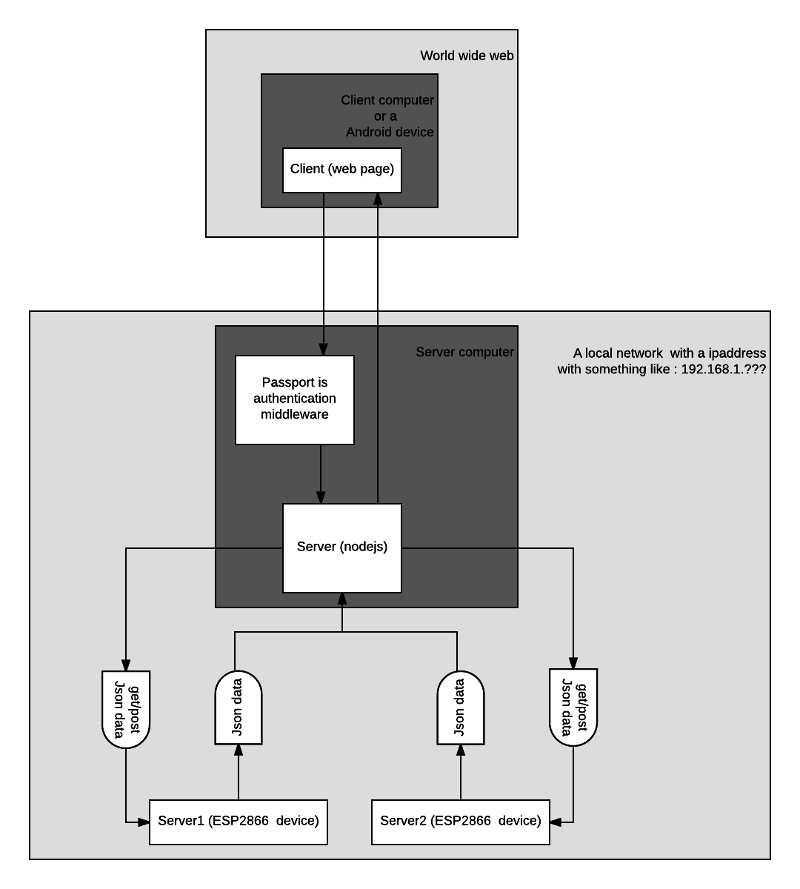 World wide web
Client computer
or a
Android device
Client (web page)
Server computer
A local network  with a ipaddress
with something like : 192.168.1.???
Passport is
authentication
middleware
Server (nodejs)
get/post
Json data
Json data
Json data
get/post
Json data
Server1 (ESP2866  device)
Server2 (ESP2866  device)